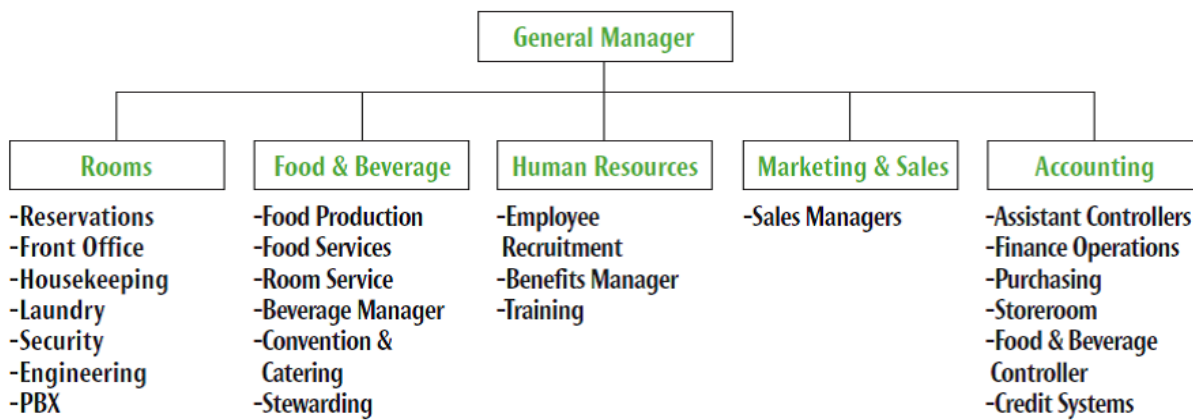 General Manager
Rooms
-Reservations
-Front Office
-Housekeeping
-Laundry
-Security
-Engineering
-PBX
Food & Beverage
-Food Production
-Food Services
-Room Service
-Beverage Manager
-Convention &
Catering
-Stewarding
Human Resources
-Employee
Recruitment
-Benefits Manager
-Training
Marketing & Sales
-Sales Managers
Accounting
-Assistant Controllers
-Finance Operations
-Purchasing
-Storeroom
-Food & Beverage
Controller
-Credit Systems